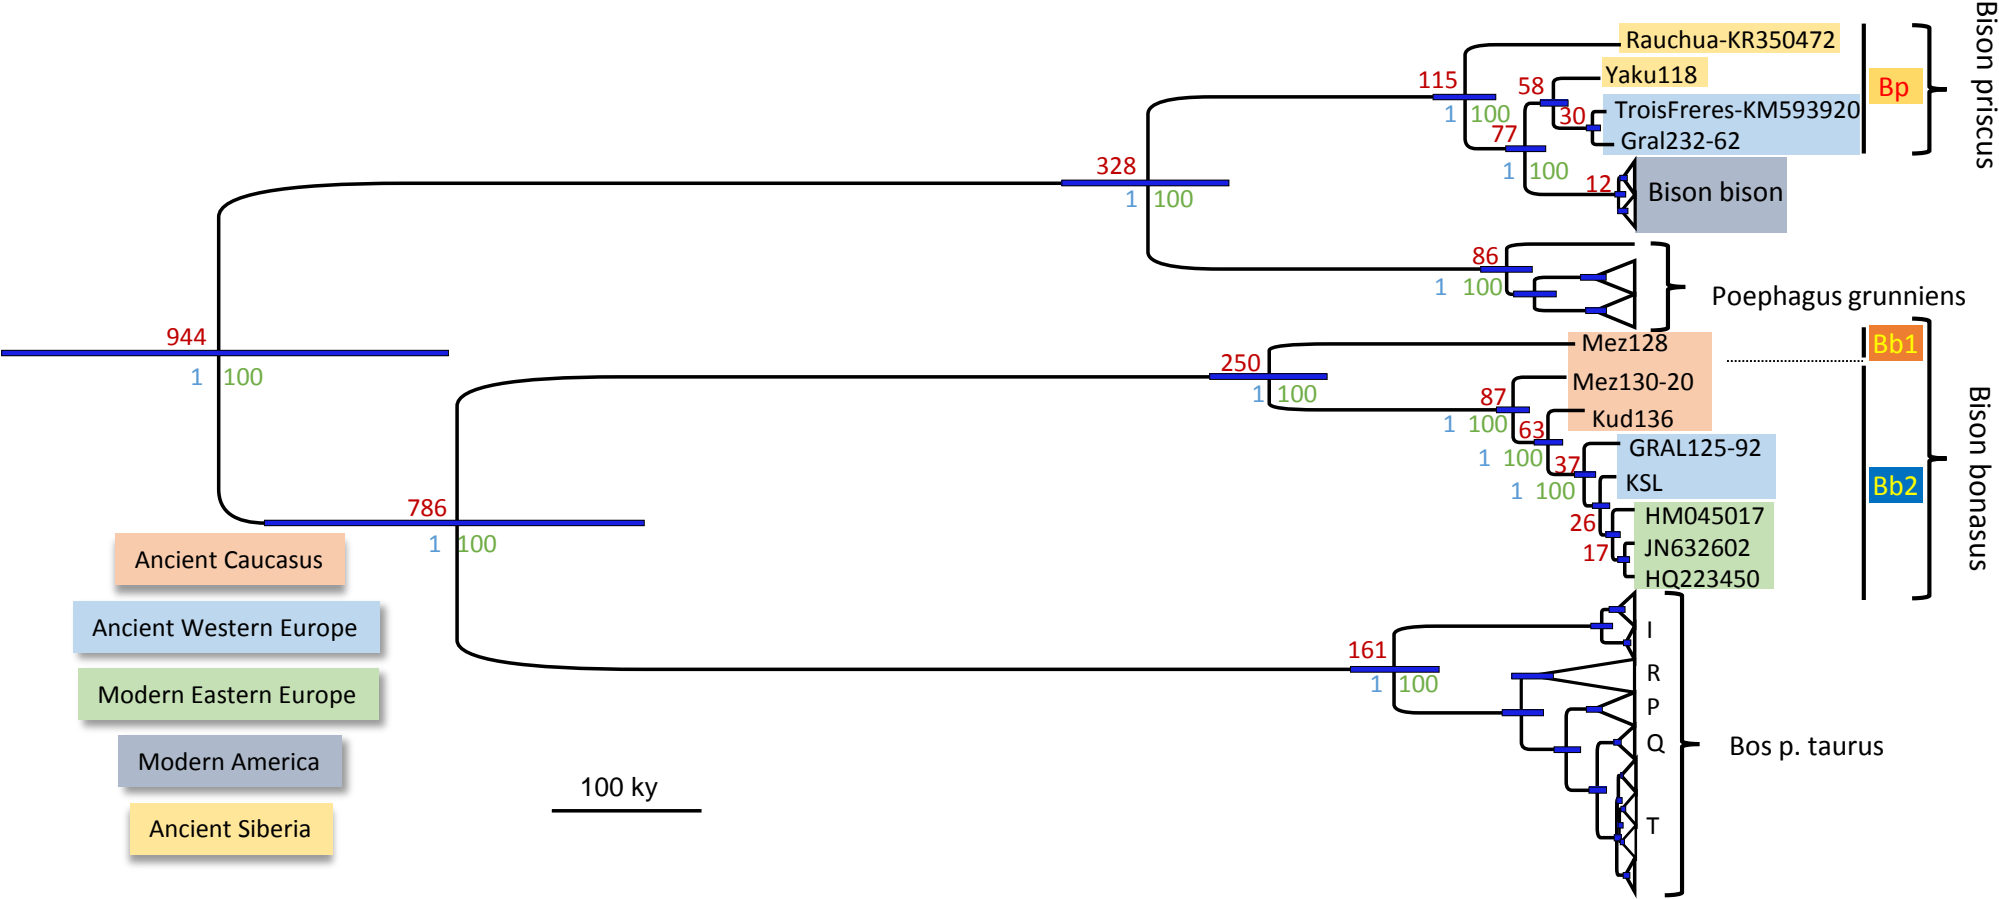 Rauchua-KR350472
Yaku118
TroisFreres-KM593920
Gral232-62
Bison bison
Bp
Bison priscus
115
1 100
58
30
77
1 100
12
328
1 100
86
1 100
Poephagus grunniens
944
1 100
Mez128
Mez130-20
Kud136
GRAL125-92
KSL
HM045017
JN632602
HQ223450
Bb1
Bb2
Bison bonasus
250
1 100
87
1 100
63
1 100
37
1 100
26
17
786
1 100
161
1 100
I
R
P
Q
T
Bos p. taurus
Ancient Caucasus
Ancient Western Europe
Modern Eastern Europe
Modern America
Ancient Siberia
100 ky